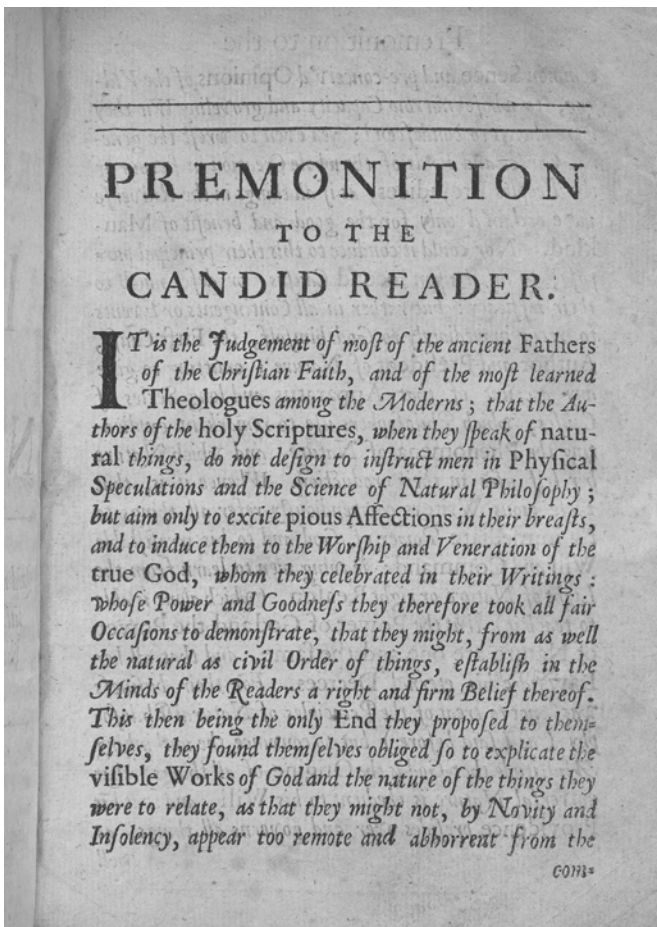 PREMONITION
TO THE
CANDID READER.
IT is the Judgement of moſt of the ancient Fathers
of the Chriſtian Faith, and of the moſt learned
Theologues among the Moderns; that the Au-
thors of the holy Scriptures, when they ſpeak of natu-
ral things, do not deſign to inſtruct men in Phyſical
Speculations and the Science of Natural Philoſophy;
but aim only to excite pious Affections in their breaſts,
and to induce them to the Worſhip and Veneration of the
true God, whom they celebrated in their Writings:
whoſe Power and Goodneſs they therefore took all fair
Occaſions to demonſtrate, that they might, from as well
the natural as civil Order of things, eſtabliſh in the
Minds of the Readers a right and firm Belief thereof.
This then being the only End they propoſed to them-
ſelves, they found themſelves obliged ſo to explicate the
viſible Works of God and the nature of the things they
were to relate, as that they might not, by Novity and
Inſolency, appear too remote and abhorrent from the
com-